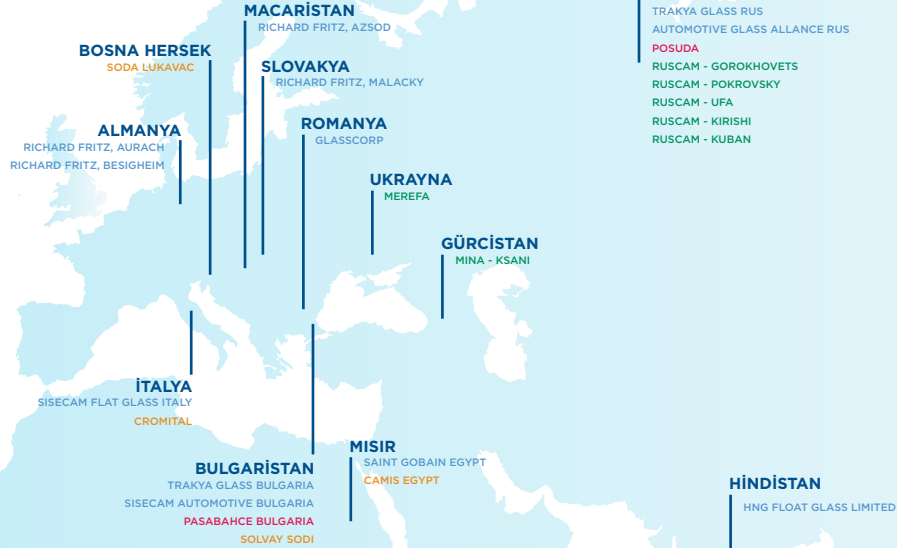 MACARİSTAN
RICHARD FRITZ, AZSOD
BOSNA HERSEK
SODA LUKAVAC
SLOVAKYA
RICHARD FRITZ, MALACKY
ALMANYA
RICHARD FRITZ, AURACH
RICHARD FRITZ, BESIGHEIM
ROMANYA
GLASSCORP
UKRAYNA
MEREFA
GÜRCİSTAN
MINA - KSANI
TRAKYA GLASS RUS
AUTOMOTIVE GLASS ALLANCE RUS
POSUDA
RUSCAM - GOROKHOVETS
RUSCAM - POKROVSKY
RUSCAM - UFA
RUSCAM - KIRISHI
RUSCAM - KUBAN
İTALYA
SISECAM FLAT GLASS ITALY
CROMITAL
BULGARİSTAN
TRAKYA GLASS BULGARIA
SISECAM AUTOMOTIVE BULGARIA
PASABAHCE BULGARIA
SOLVAY SODI
MISIR
SAINT GOBAIN EGYPT
CAMIS EGYPT
HİNDİSTAN
HNG FLOAT GLASS LIMITED